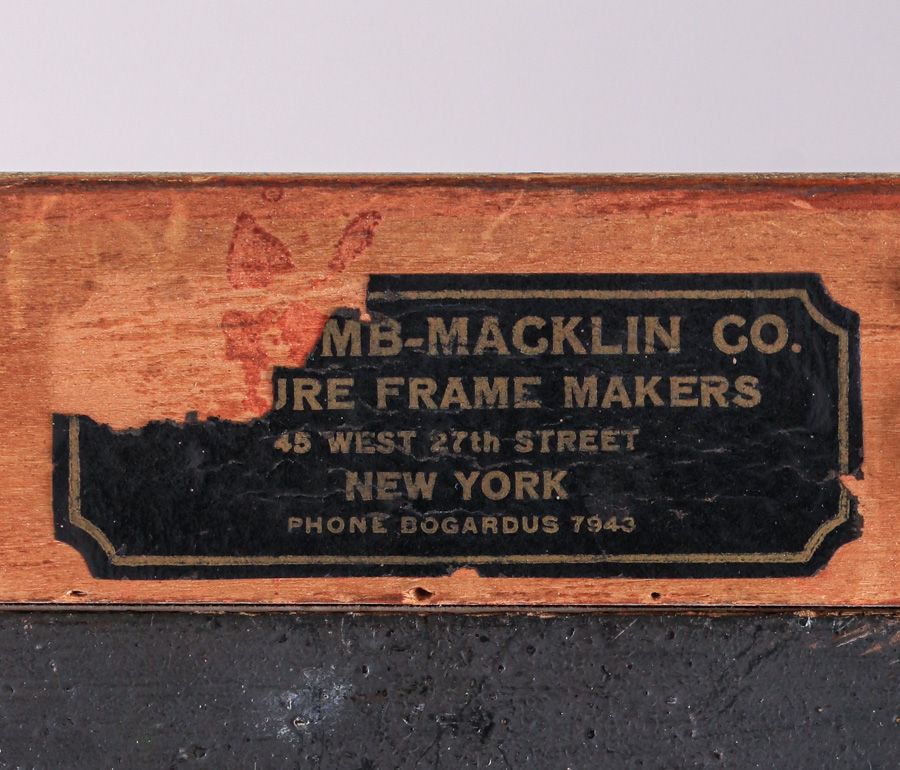 MB-MACKLIN CO.
URE FRAME MAKERS
45 WEST 27th STREET
NEW YORK
PHONE BOGARDUS 7943